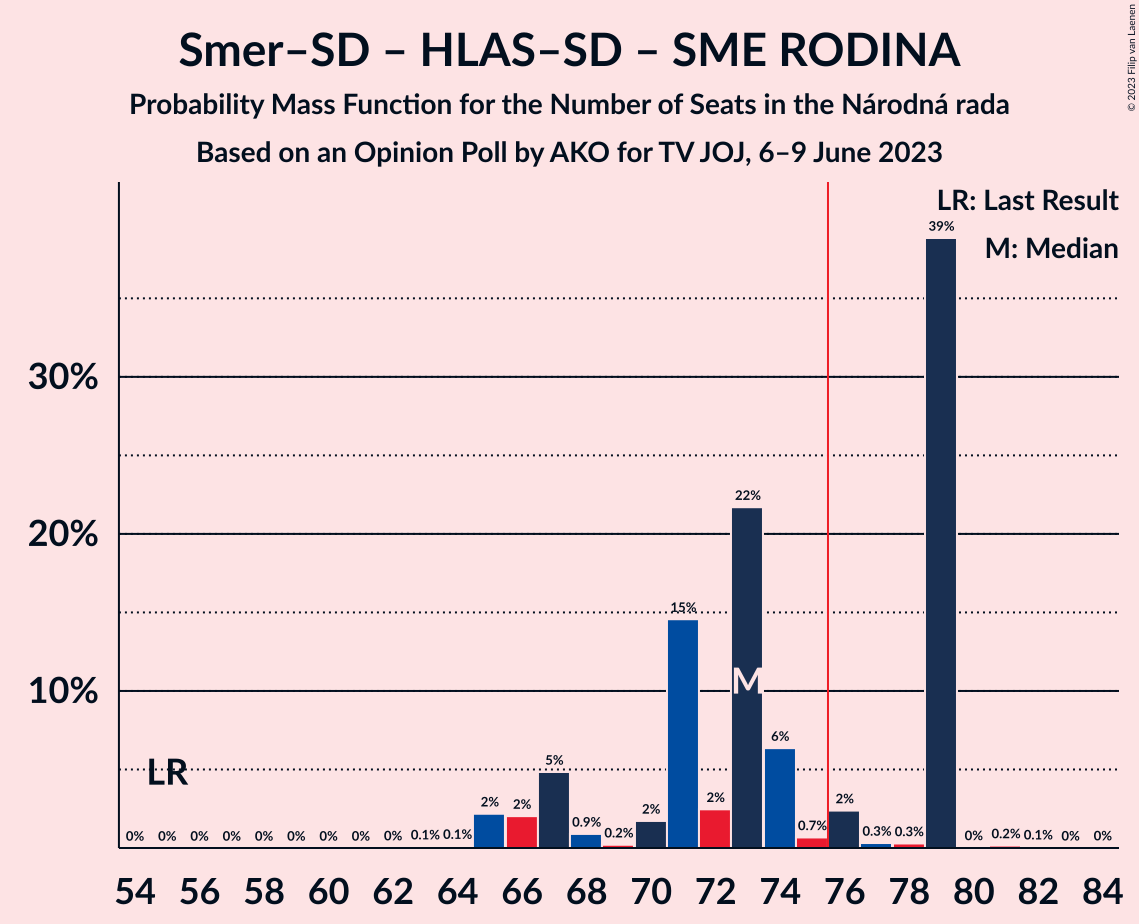 Smer–SD – HLAS–SD – SME RODINA
Probability Mass Function for the Number of Seats in the Národná rada
Based on an Opinion Poll by AKO for TV JOJ, 6–9 June 2023
© 2023 Filip van Laenen
LR: Last Result
M: Median
30%
20%
10%
LR
M
0% 0% 0% 0% 0% 0% 0% 0% 0% 0.1% 0.1% 2% 2% 5% 0.9% 0.2% 2% 15% 2% 22% 6% 0.7% 2% 0.3% 0.3% 39% 0% 0.2% 0.1% 0% 0%
54 56 58 60 62 64 66 68 70 72 74 76 78 80 82 84